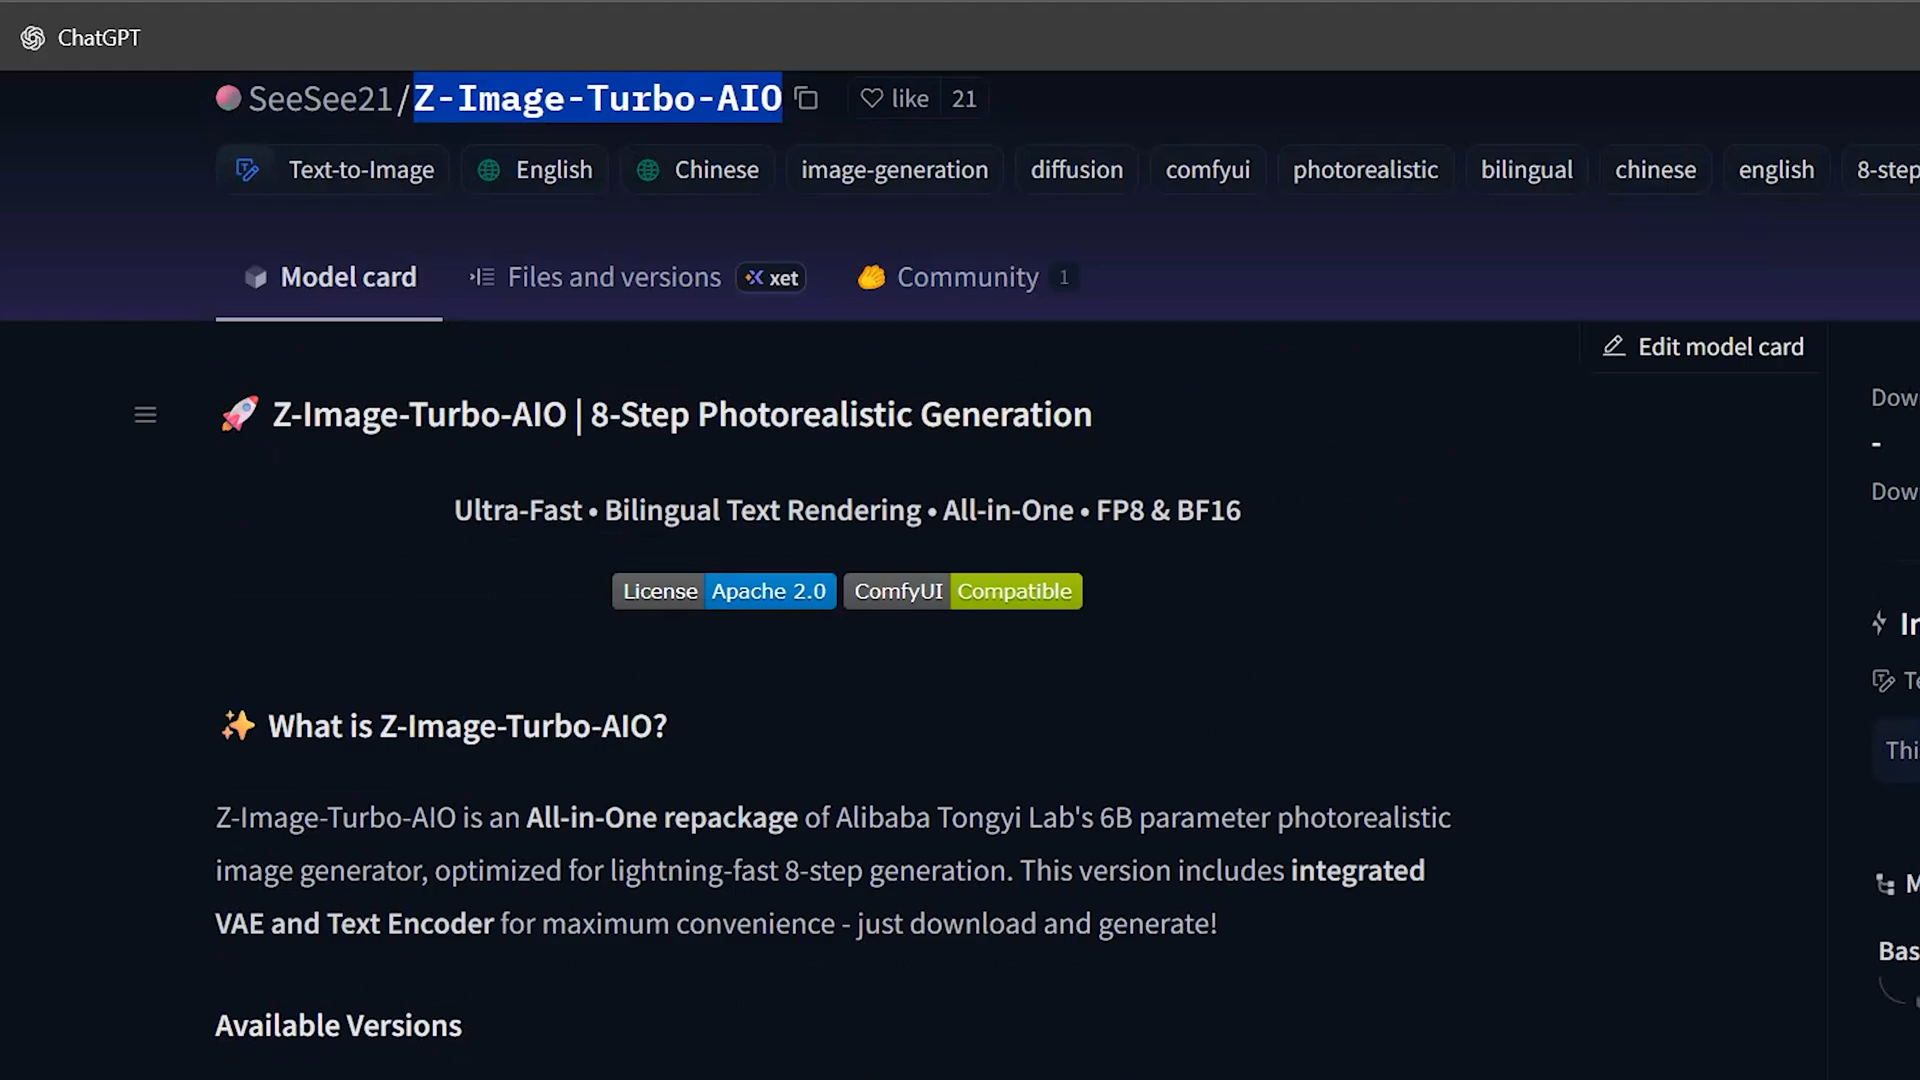 ChatGPT
SeeSee21/Z-Image-Turbo-AIO like 21
Text-to-Image English Chinese image-generation diffusion comfyui photorealistic bilingual chinese english 8-step
Model card Files and versions xet Community 1
Edit model card
Z-Image-Turbo-AIO | 8-Step Photorealistic Generation
Ultra-Fast • Bilingual Text Rendering • All-in-One • FP8 & BF16
License Apache 2.0 ComfyUI Compatible
What is Z-Image-Turbo-AIO?
Z-Image-Turbo-AIO is an All-in-One repackage of Alibaba Tongyi Lab's 6B parameter photorealistic
image generator, optimized for lightning-fast 8-step generation. This version includes integrated
VAE and Text Encoder for maximum convenience - just download and generate!
Available Versions
Dow
-
Dow
Thi
Bas